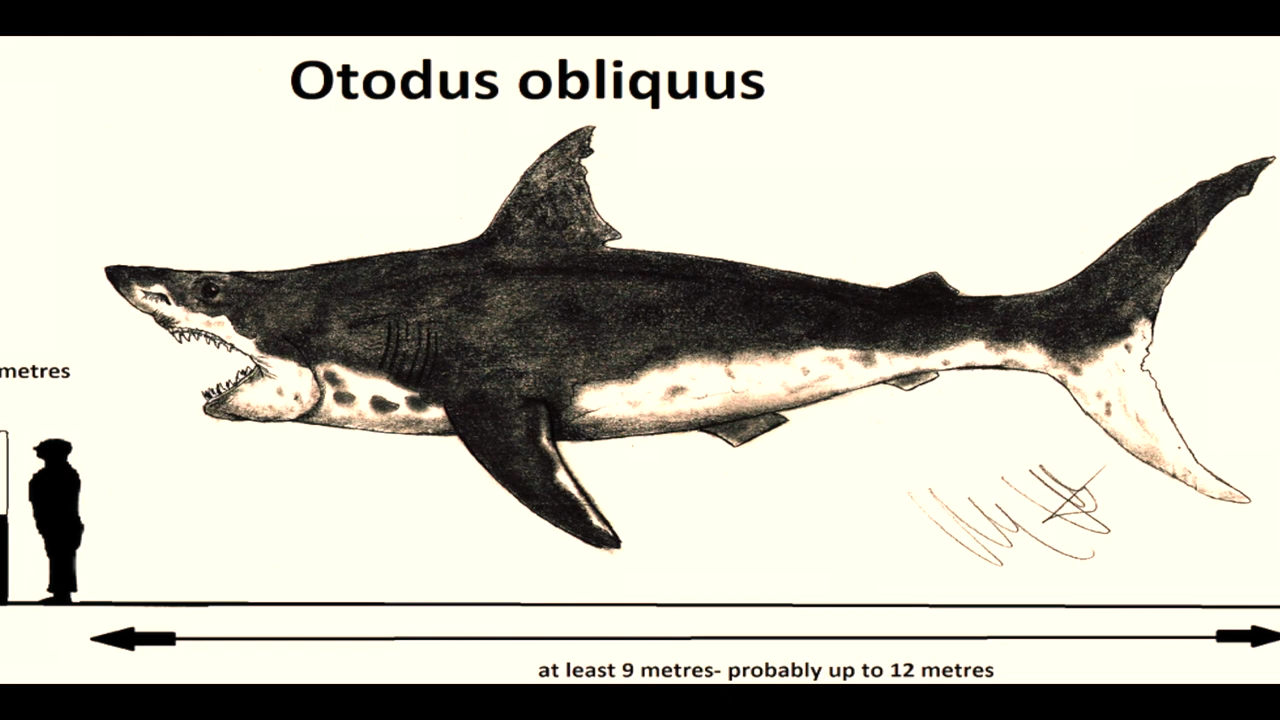 Otodus obliquus
metres
at least 9 metres- probably up to 12 metres